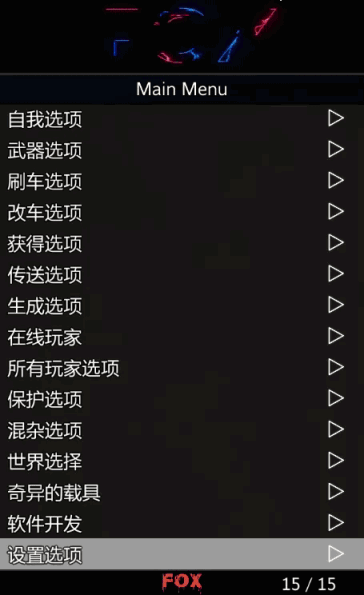 Main Menu
自我选项
武器选项
刷车选项
改车选项
获得选项
传送选项
生成选项
在线玩家
所有玩家选项
保护选项
混杂选项
世界选择
奇异的载具
软件开发
设置选项
FOX 15 / 15